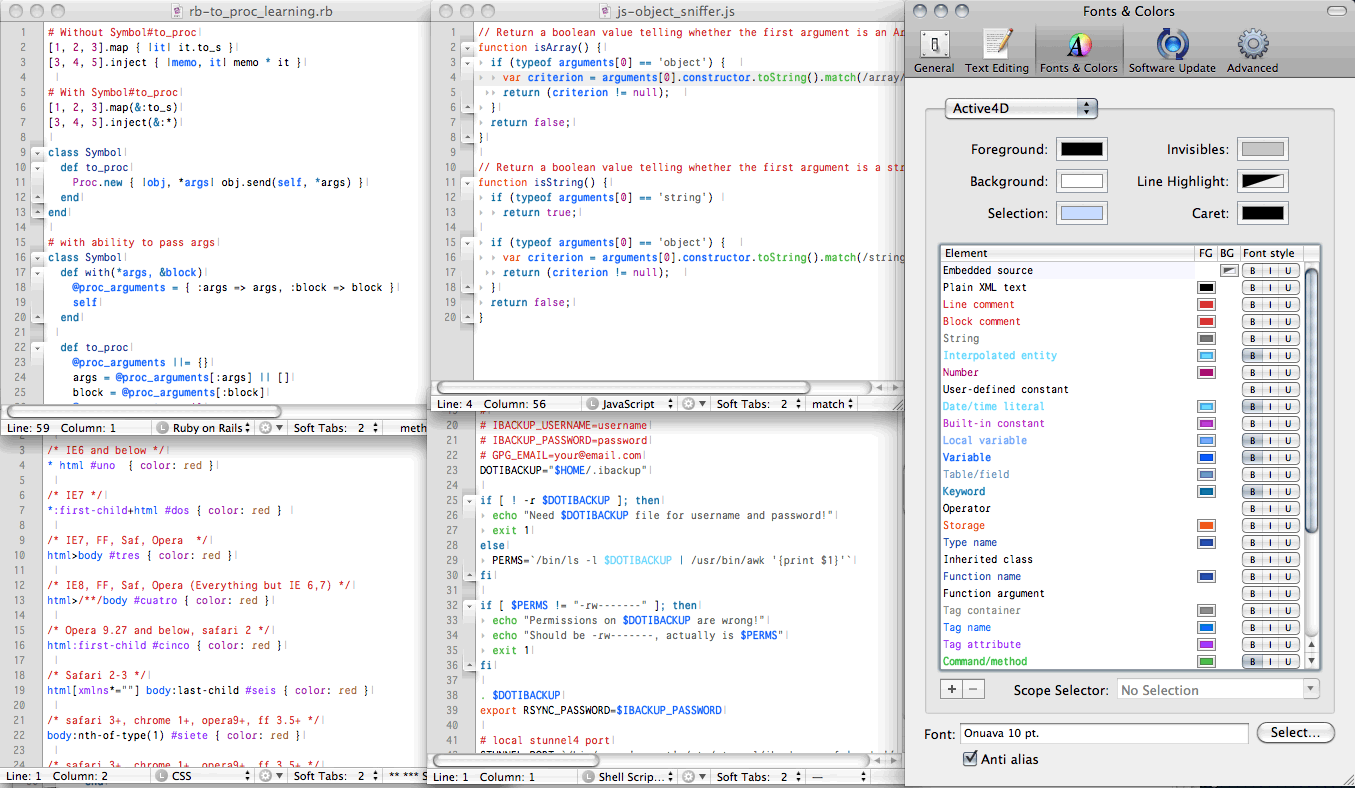 rb-to_proc_learning.rb
1 # Without Symbol#to_proc
2 [1, 2, 3].map { |it| it.to_s }
3 [3, 4, 5].inject { |memo, it| memo * it }
4
5 # With Symbol#to_proc
6 [1, 2, 3].map(&:to_s)
7 [3, 4, 5].inject(&:*)
8
9 class Symbol
10 def to_proc
11 Proc.new { |obj, *args| obj.send(self, *args) }
12 end
13 end
14
15 # with ability to pass args
16 class Symbol
17 def with(*args, &block)
18 @proc_arguments = { :args => args, :block => block }
19 self
20 end
21
22 def to_proc
23 @proc_arguments ||= {}
24 args = @proc_arguments[:args] || []
25 block = @proc_arguments[:block]
Line: 59 Column: 1 L Ruby on Rails Soft Tabs: 2 meth
js-object_sniffer.js
1 // Return a boolean value telling whether the first argument is an Ar
2 function isArray() {
3 if (typeof arguments[0] == 'object') {
4 var criterion = arguments[0].constructor.toString().match(/array/
5 return (criterion != null);
6 }
7 return false;
8 }
9
10 // Return a boolean value telling whether the first argument is a str
11 function isString() {
12 if (typeof arguments[0] == 'string')
13 return true;
14
15 if (typeof arguments[0] == 'object') {
16 var criterion = arguments[0].constructor.toString().match(/string
17 return (criterion != null);
18 }
19 return false;
20 }
Line: 4 Column: 56 L JavaScript Soft Tabs: 2 match
3 /* IE6 and below */
4 * html #uno { color: red }
5
6 /* IE7 */
7 *:first-child+html #dos { color: red }
8
9 /* IE7, FF, Saf, Opera */
10 html>body #tres { color: red }
11
12 /* IE8, FF, Saf, Opera (Everything but IE 6,7) */
13 html>/**/body #cuatro { color: red }
14
15 /* Opera 9.27 and below, safari 2 */
16 html:first-child #cinco { color: red }
17
18 /* Safari 2-3 */
19 html[xmlns*=""] body:last-child #seis { color: red }
20
21 /* safari 3+, chrome 1+, opera9+, ff 3.5+ */
22 body:nth-of-type(1) #siete { color: red }
23
24 /* safari 3+, chrome 1+, opera9+, ff 3.5+ */
Line: 1 Column: 2 L CSS Soft Tabs: 2 ** *** S
20 # IBACKUP_USERNAME=username
21 # IBACKUP_PASSWORD=password
22 # GPG_EMAIL=your@email.com
23 DOTIBACKUP="$HOME/.ibackup"
24
25 if [ ! -r $DOTIBACKUP ]; then
26 echo "Need $DOTIBACKUP file for username and password!"
27 exit 1
28 else
29 PERMS=`/bin/ls -l $DOTIBACKUP | /usr/bin/awk '{print $1}'`
30 fi
31
32 if [ $PERMS != "-rw-------" ]; then
33 echo "Permissions on $DOTIBACKUP are wrong!"
34 echo "Should be -rw-------, actually is $PERMS"
35 exit 1
36 fi
37
38 . $DOTIBACKUP
39 export RSYNC_PASSWORD=$IBACKUP_PASSWORD
40
41 # local stunnel4 port
Line: 1 Column: 1 L Shell Scrip... Soft Tabs: 2 —
Fonts & Colors
General Text Editing Fonts & Colors Software Update Advanced
Active4D
Foreground: Invisibles:
Background: Line Highlight:
Selection: Caret:
Element FG BG Font style
Embedded source B I U
Plain XML text B I U
Line comment B I U
Block comment B I U
String B I U
Interpolated entity B I U
Number B I U
User-defined constant B I U
Date/time literal B I U
Built-in constant B I U
Local variable B I U
Variable B I U
Table/field B I U
Keyword B I U
Operator B I U
Storage B I U
Type name B I U
Inherited class B I U
Function name B I U
Function argument B I U
Tag container B I U
Tag name B I U
Tag attribute B I U
Command/method B I U
+ − Scope Selector: No Selection
Font: Onuava 10 pt. Select...
Anti alias